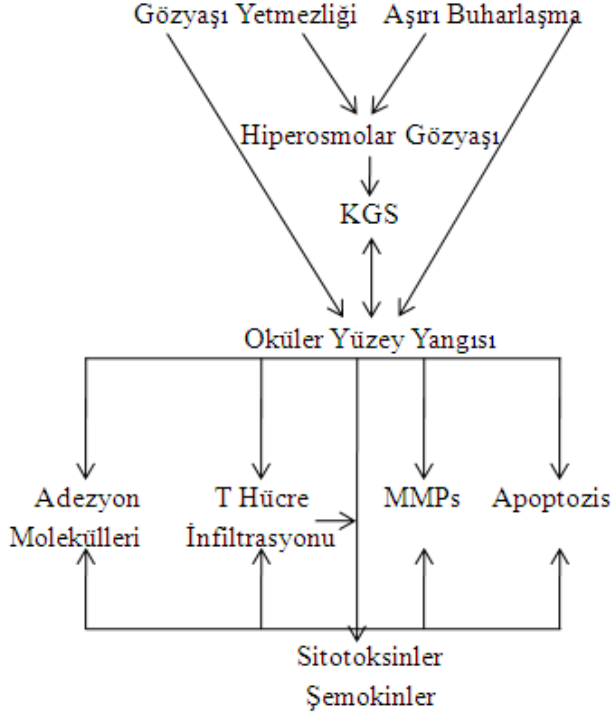 Gözyaşı Yetmezliği Aşırı Buharlaşma
Hiperosmolar Gözyaşı
KGS
Oküler Yüzey Yangısı
Adezyon Molekülleri
T Hücre İnfiltrasyonu
MMPs
Apoptozis
Sitotoksinler
Şemokinler